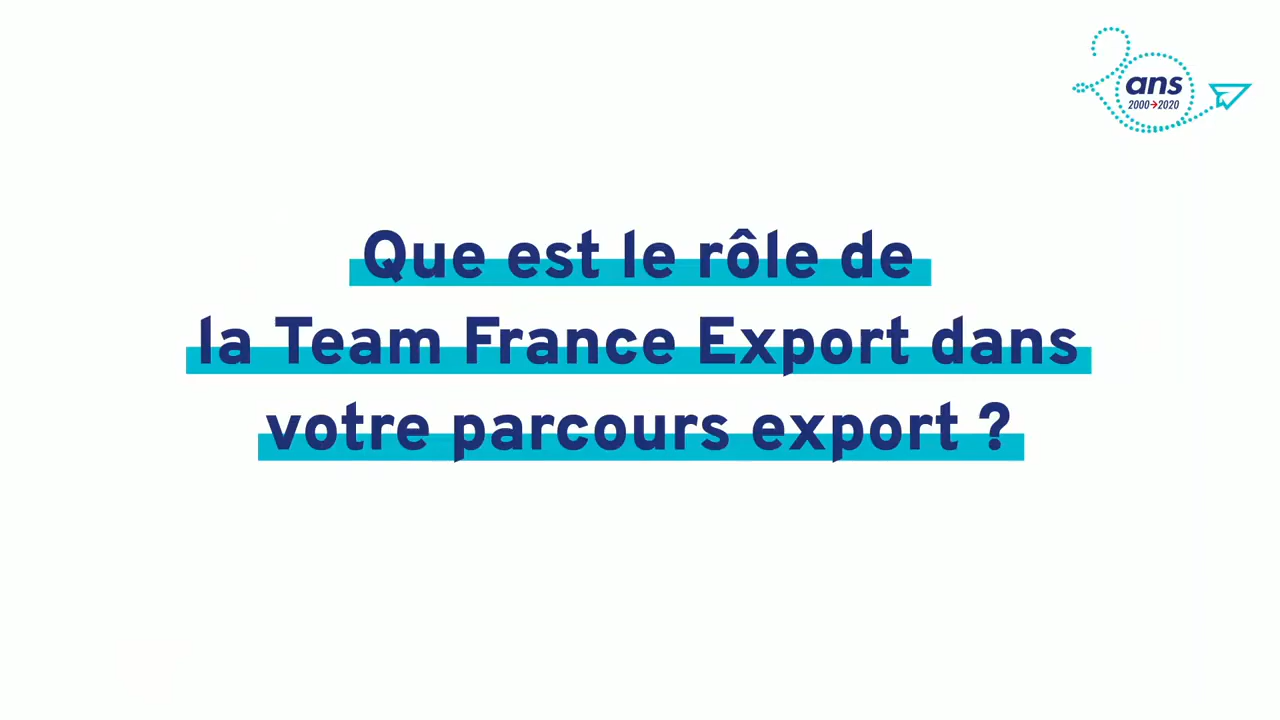 ans
2000→2020
Que est le rôle de
la Team France Export dans
votre parcours export ?